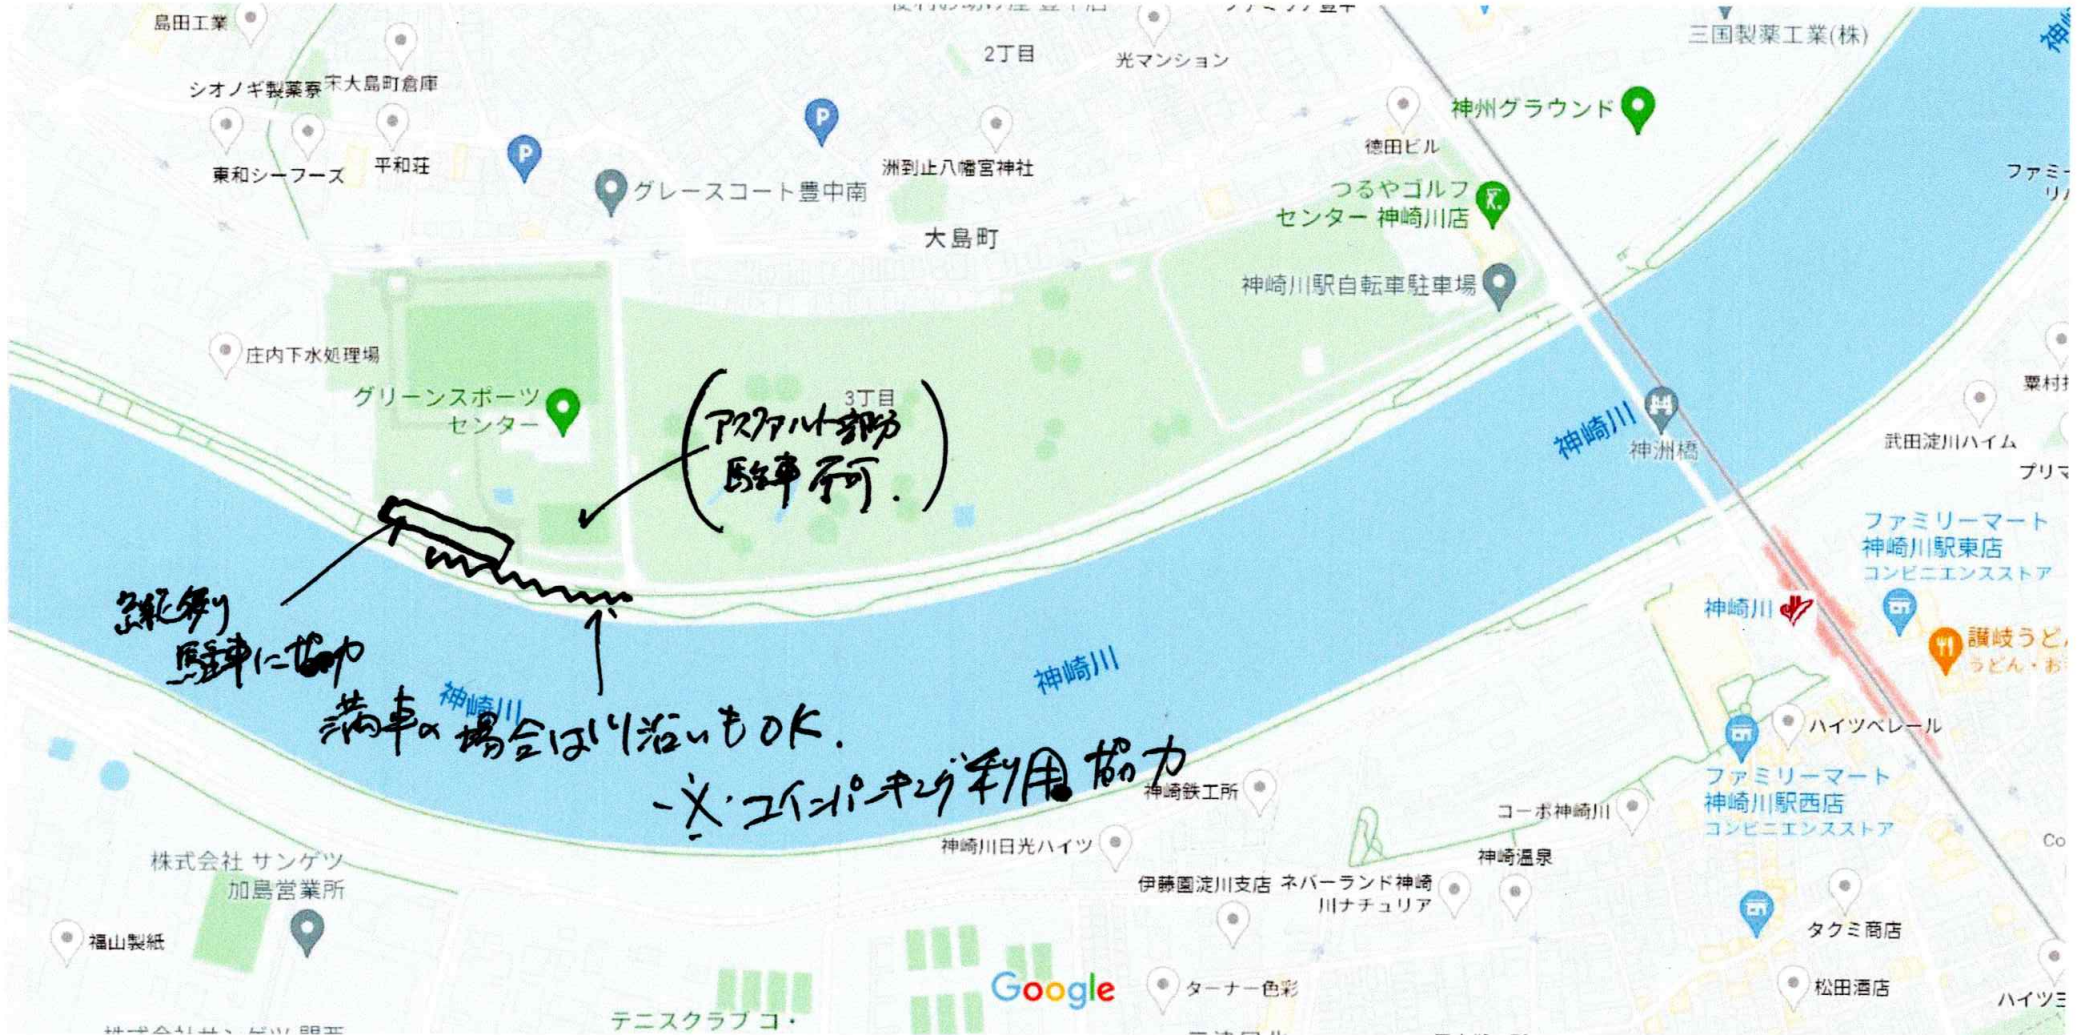 島田工業
2丁目
光マンション
三国製薬工業(株)
シオノギ製薬寮
宋大島町倉庫
神州グラウンド
東和シーフーズ
平和荘
P
P
洲到止八幡宮神社
徳田ビル
グレースコート豊中南
つるやゴルフ
センター 神崎川店
大島町
神崎川駅自転車駐車場
庄内下水処理場
グリーンスポーツ
センター
3丁目
アスファルト部分
駐車不可.
神崎川
神洲橋
武田淀川ハイム
ファミリーマート
神崎川駅東店
コンビニエンスストア
神崎川
讃岐うど
うどん・お
駐車に協力
神崎川
神崎川
満車の場合は川沿いもOK.
※コインパーキング利用協力
ハイツベレール
ファミリーマート
神崎川駅西店
コンビニエンスストア
神崎鉄工所
コーポ神崎川
神崎川日光ハイツ
神崎温泉
株式会社 サンゲツ
加島営業所
伊藤園淀川支店
ネバーランド神崎
川ナチュリア
福山製紙
タクミ商店
Google
ターナー色彩
松田酒店
テニスクラブ コ・